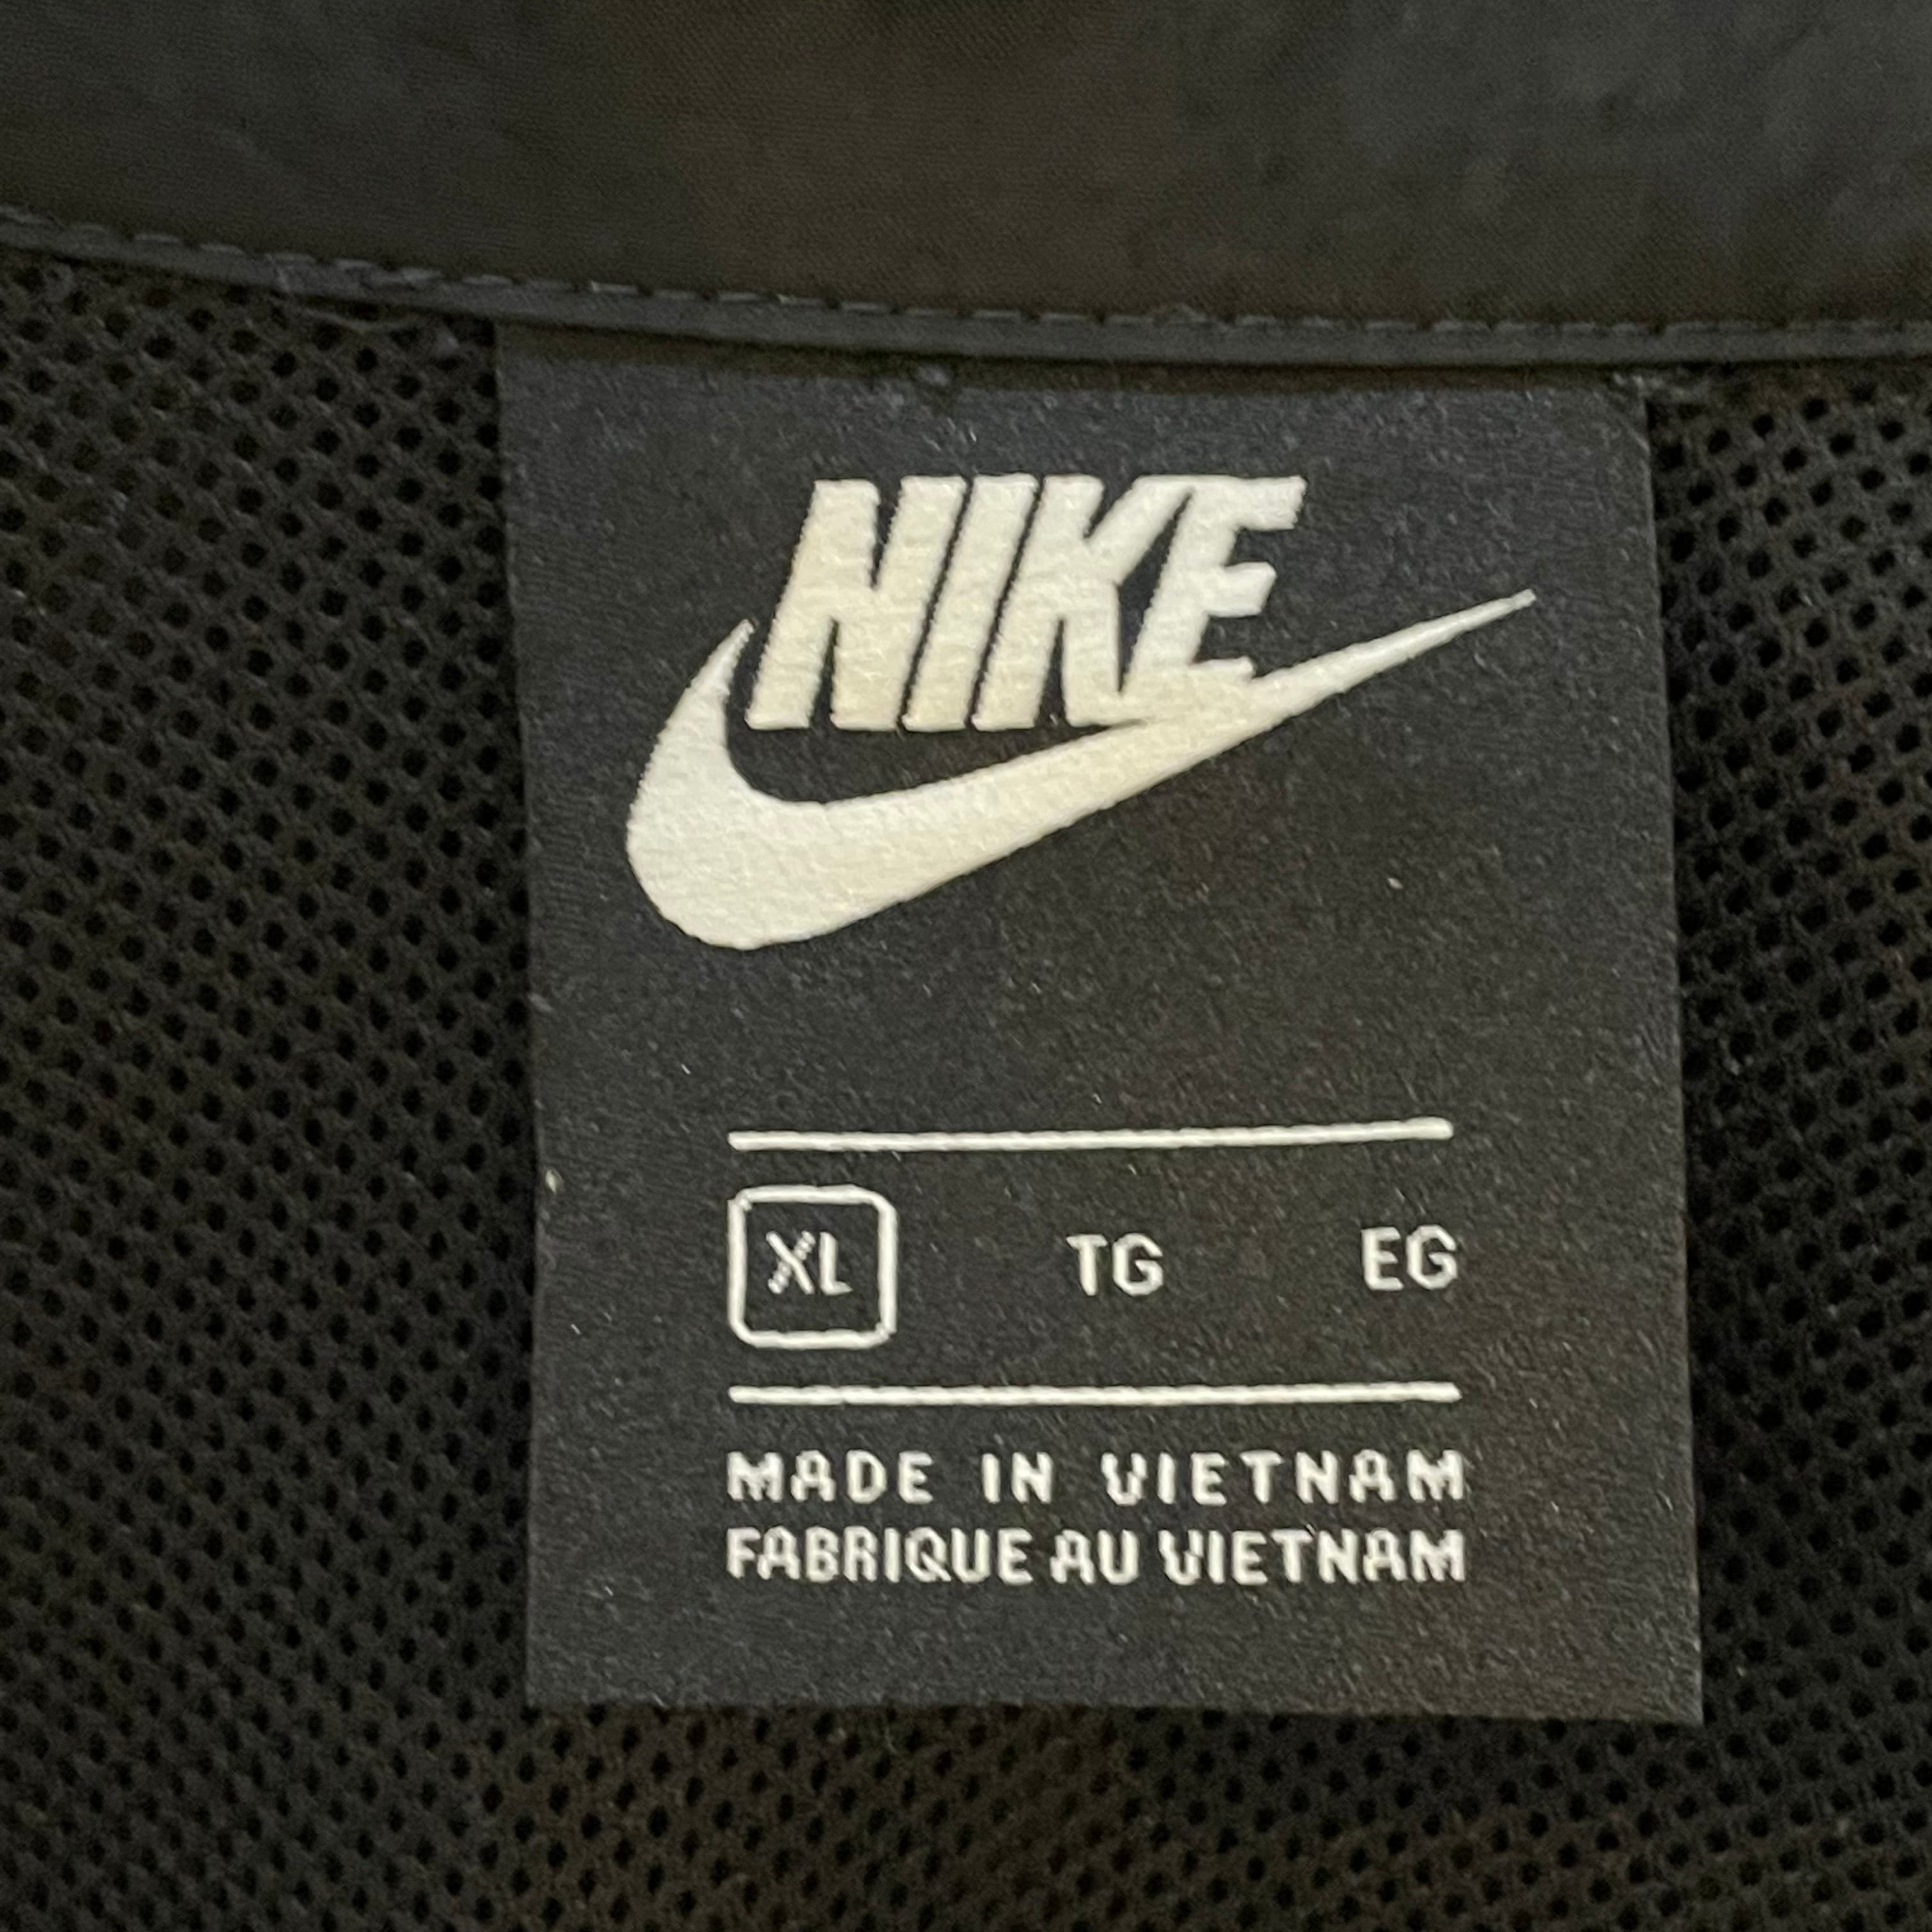 NIKE
XL TG EG
MADE IN VIETNAM
FABRIQUE AU VIETNAM